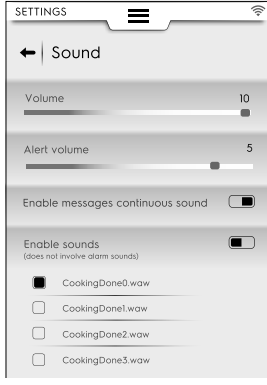 SETTINGS
Sound
Volume 10
Alert volume 5
Enable messages continuous sound
Enable sounds
(does not involve alarm sounds)
CookingDone0.waw
CookingDone1.waw
CookingDone2.waw
CookingDone3.waw